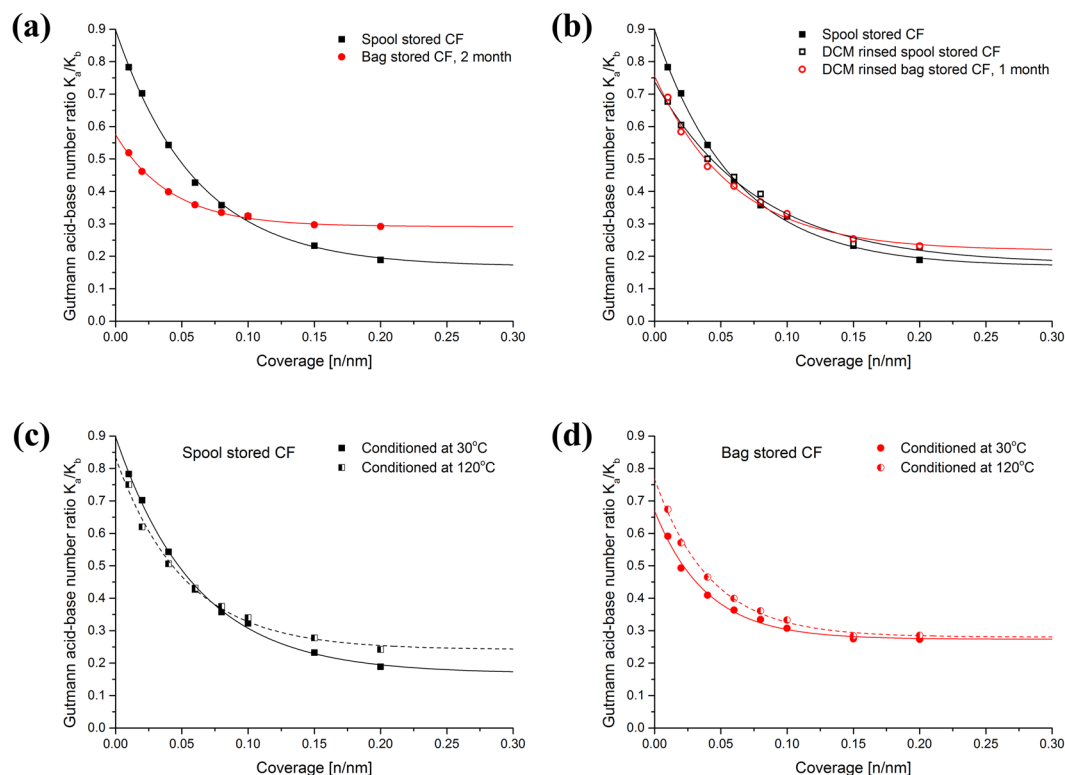 (a)
Gutmann acid-base number ratio Ka/Kb
0.9
0.8
0.7
0.6
0.5
0.4
0.3
0.2
0.1
0.0
Spool stored CF
Bag stored CF, 2 month
0.00 0.05 0.10 0.15 0.20 0.25 0.30
Coverage [n/nm]
(b)
Gutmann acid-base number ratio Ka/Kb
0.9
0.8
0.7
0.6
0.5
0.4
0.3
0.2
0.1
0.0
Spool stored CF
DCM rinsed spool stored CF
DCM rinsed bag stored CF, 1 month
0.00 0.05 0.10 0.15 0.20 0.25 0.30
Coverage [n/nm]
(c)
Gutmann acid-base number ratio Ka/Kb
0.9
0.8
0.7
0.6
0.5
0.4
0.3
0.2
0.1
0.0
Spool stored CF
Conditioned at 30°C
Conditioned at 120°C
0.00 0.05 0.10 0.15 0.20 0.25 0.30
Coverage [n/nm]
(d)
Gutmann acid-base number ratio Ka/Kb
0.9
0.8
0.7
0.6
0.5
0.4
0.3
0.2
0.1
0.0
Bag stored CF
Conditioned at 30°C
Conditioned at 120°C
0.00 0.05 0.10 0.15 0.20 0.25 0.30
Coverage [n/nm]